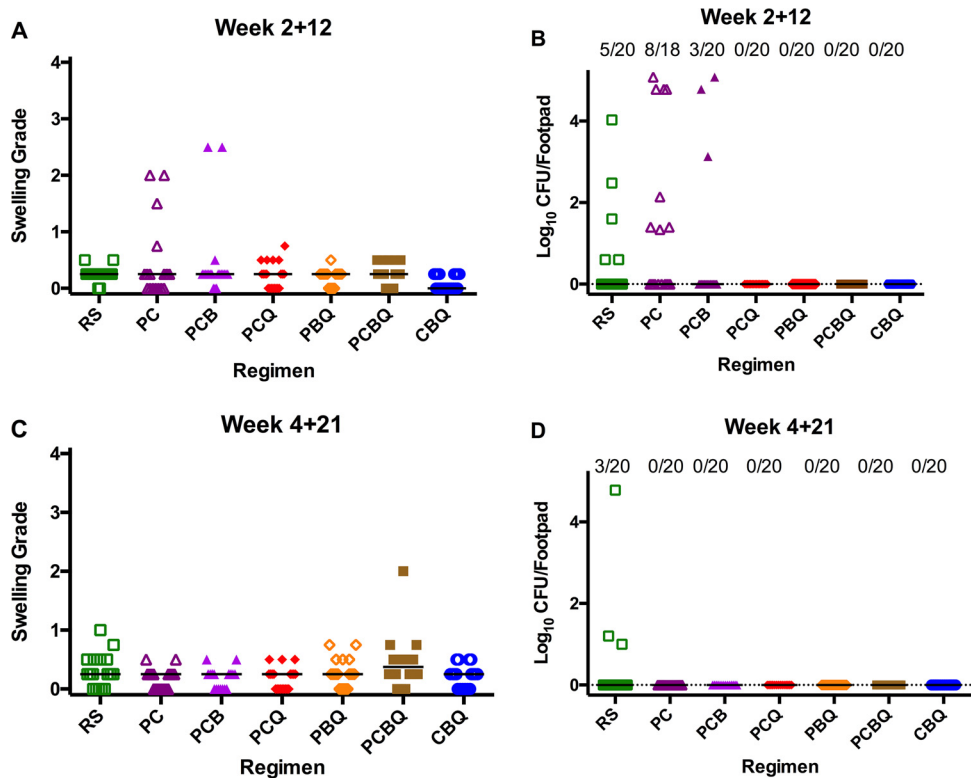 A
Week 2+12
Swelling Grade
4
3
2
1
0
RS
PC
PCB
PCQ
PBQ
PCBQ
CBQ
Regimen
B
Week 2+12
5/20 8/18 3/20 0/20 0/20 0/20 0/20
Log10 CFU/Footpad
4
2
0
RS
PC
PCB
PCQ
PBQ
PCBQ
CBQ
Regimen
C
Week 4+21
Swelling Grade
4
3
2
1
0
RS
PC
PCB
PCQ
PBQ
PCBQ
CBQ
Regimen
D
Week 4+21
3/20 0/20 0/20 0/20 0/20 0/20 0/20
Log10 CFU/Footpad
4
2
0
RS
PC
PCB
PCQ
PBQ
PCBQ
CBQ
Regimen